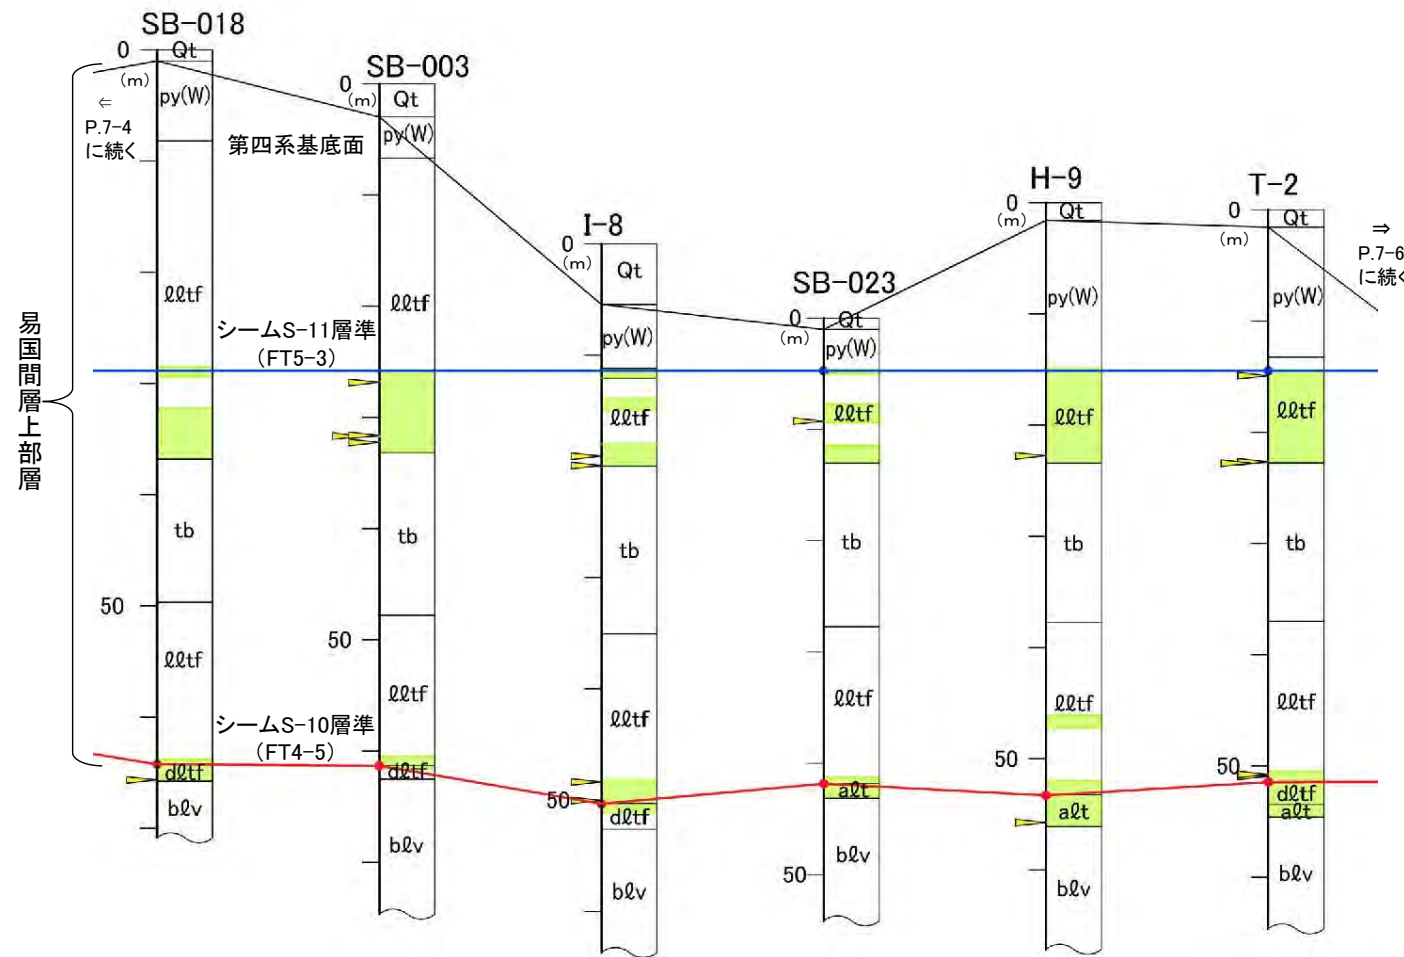 SB-018
0
(m)
Qt
py(W)
ℓℓtf
tb
50
ℓℓtf
dℓtf
bℓv
⇐
P.7-4
に続く
易国間層上部層
第四系基底面
シームS-11層準
(FT5-3)
シームS-10層準
(FT4-5)
SB-003
0
(m)
Qt
py(W)
ℓℓtf
tb
50
ℓℓtf
dℓtf
bℓv
I-8
0
(m)
Qt
py(W)
ℓℓtf
tb
ℓℓtf
50
dℓtf
bℓv
SB-023
0
(m)
Qt
py(W)
ℓℓtf
tb
ℓℓtf
aℓt
bℓv
50
H-9
0
(m)
Qt
py(W)
ℓℓtf
tb
ℓℓtf
50
aℓt
bℓv
T-2
0
(m)
Qt
py(W)
ℓℓtf
tb
ℓℓtf
50
dℓtf
aℓt
bℓv
⇒
P.7-6
に続く